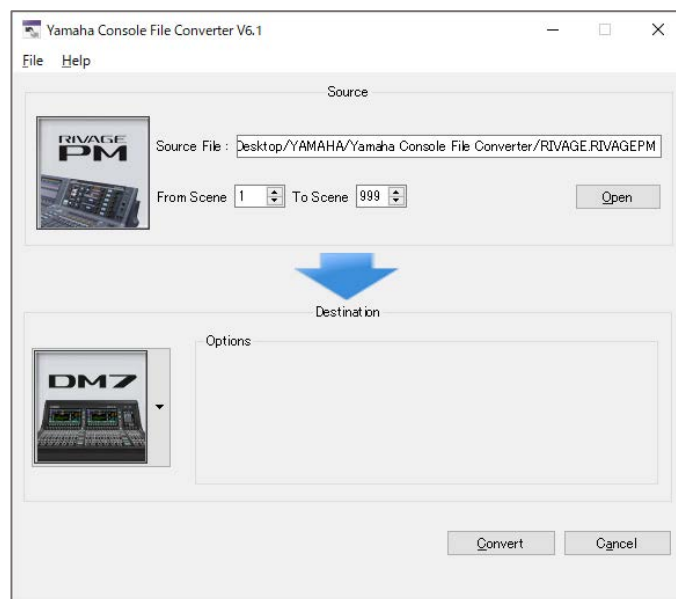 Yamaha Console File Converter V6.1
File Help
Source
RIVAGE
PM
Source File : Desktop/YAMAHA/Yamaha Console File Converter/RIVAGE.RIVAGEPM
From Scene 1 To Scene 999 Open
Destination
Options
DM7
Convert Cancel